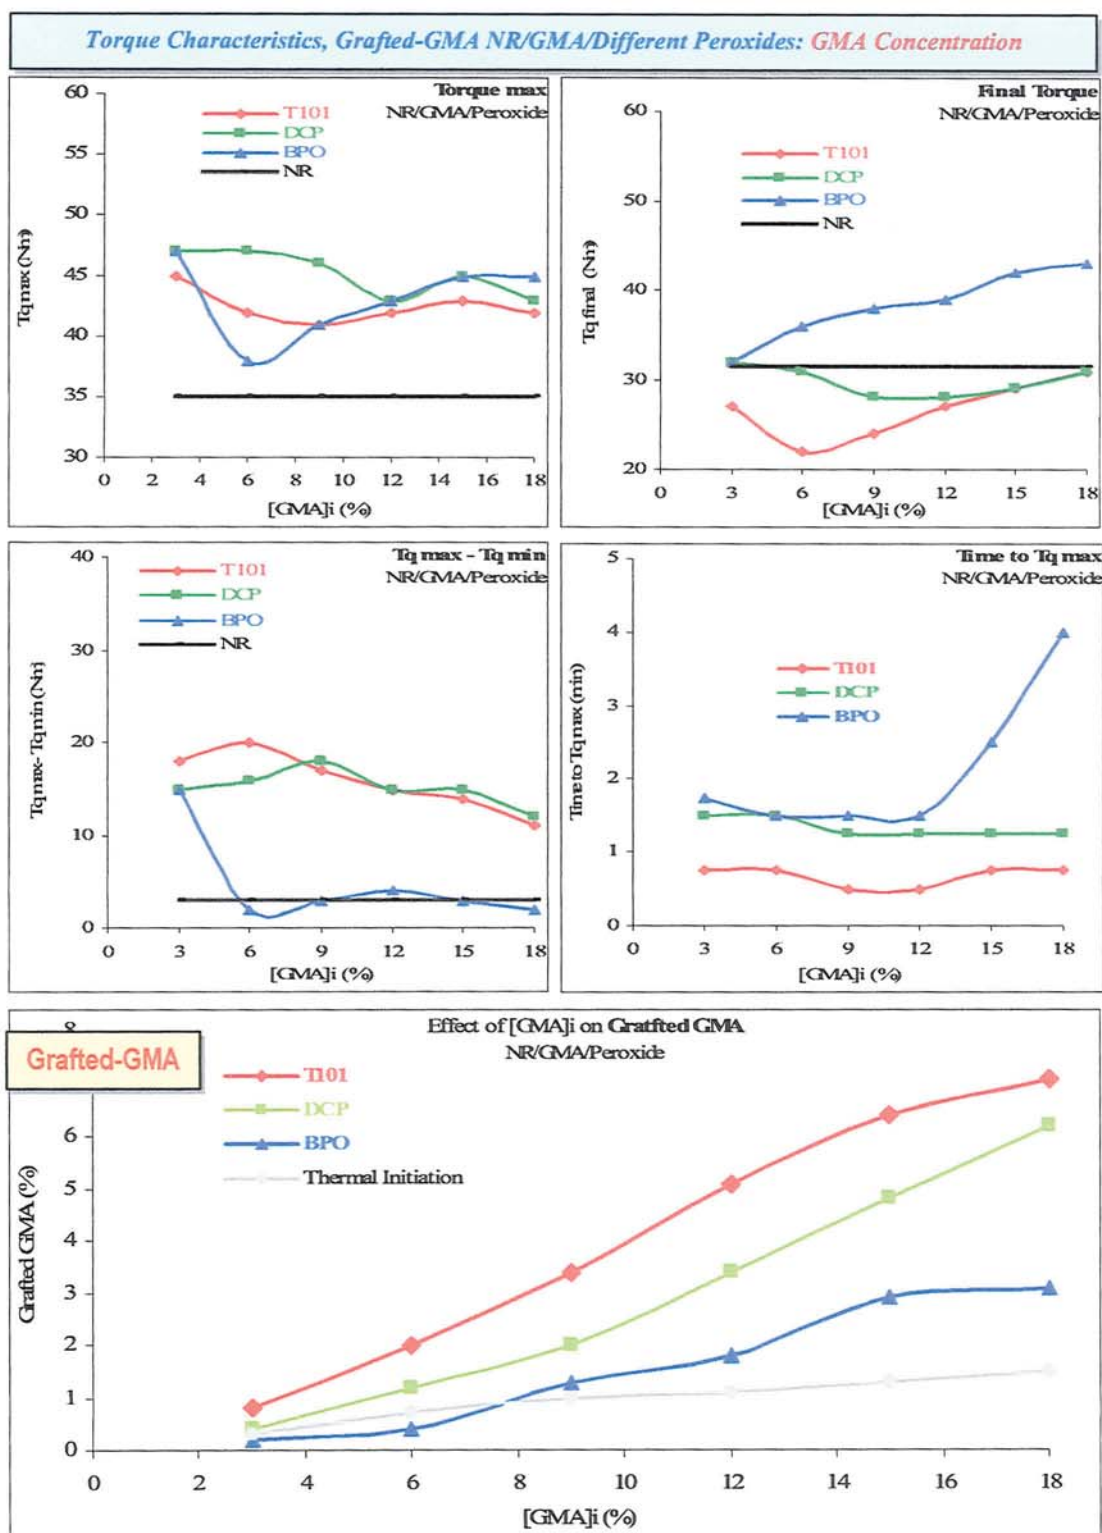 Torque Characteristics, Grafted-GMA NR/GMA/Different Peroxides: GMA Concentration
Torque max
NR/GMA/Peroxide
T101
DCP
BPO
NR
Tq max (Nm)
60
55
50
45
40
35
30
0 2 4 6 8 10 12 14 16 18
[GMA]i (%)
Final Torque
NR/GMA/Peroxide
T101
DCP
BPO
NR
Tq final (Nm)
60
50
40
30
20
0 3 6 9 12 15 18
[GMA]i (%)
Tq max - Tq min
NR/GMA/Peroxide
T101
DCP
BPO
NR
Tq max- Tq min (Nm)
40
30
20
10
0
0 3 6 9 12 15 18
[GMA]i (%)
Time to Tq max
NR/GMA/Peroxide
T101
DCP
BPO
Time to Tq max (min)
5
4
3
2
1
0
0 3 6 9 12 15 18
[GMA]i (%)
Effect of [GMA]i on Gratfted GMA
NR/GMA/Peroxide
Grafted-GMA
T101
DCP
BPO
Thermal Initiation
Grafted GMA (%)
6
5
4
3
2
1
0
0 2 4 6 8 10 12 14 16 18
[GMA]i (%)